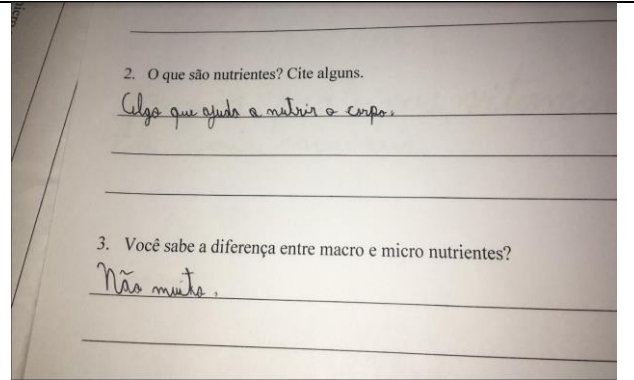 2. O que são nutrientes? Cite alguns.
Algo que ajuda a nutrir o corpo.
3. Você sabe a diferença entre macro e micro nutrientes?
Não muito.